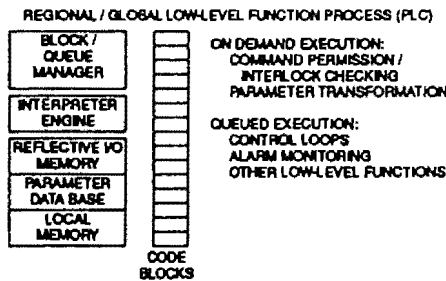 REGIONAL / GLOBAL LOW-LEVEL FUNCTION PROCESS (PLC)
BLOCK /
QUEUE
MANAGER
INTERPRETER
ENGINE
REFLECTIVE I/O
MEMORY
PARAMETER
DATA BASE
LOCAL
MEMORY
CODE
BLOCKS
ON DEMAND EXECUTION:
COMMAND PERMISSION /
INTERLOCK CHECKING
PARAMETER TRANSFORMATION
QUEUED EXECUTION:
CONTROL LOOPS
ALARM MONITORING
OTHER LOW-LEVEL FUNCTIONS